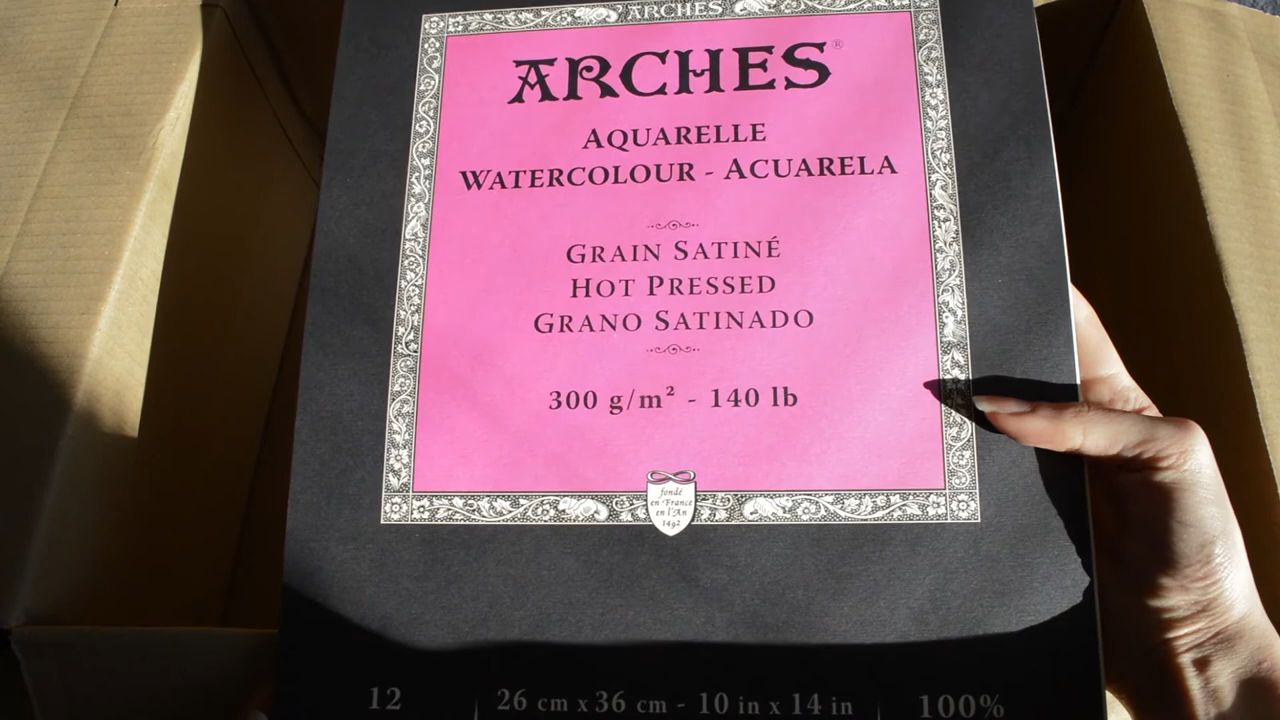 ARCHES
ARCHES®
AQUARELLE
WATERCOLOUR - ACUARELA
GRAIN SATINÉ
HOT PRESSED
GRANO SATINADO
300 g/m² - 140 lb
fondé
en France
en l'An
1492
12
26 cm x 36 cm - 10 in x 14 in
100%